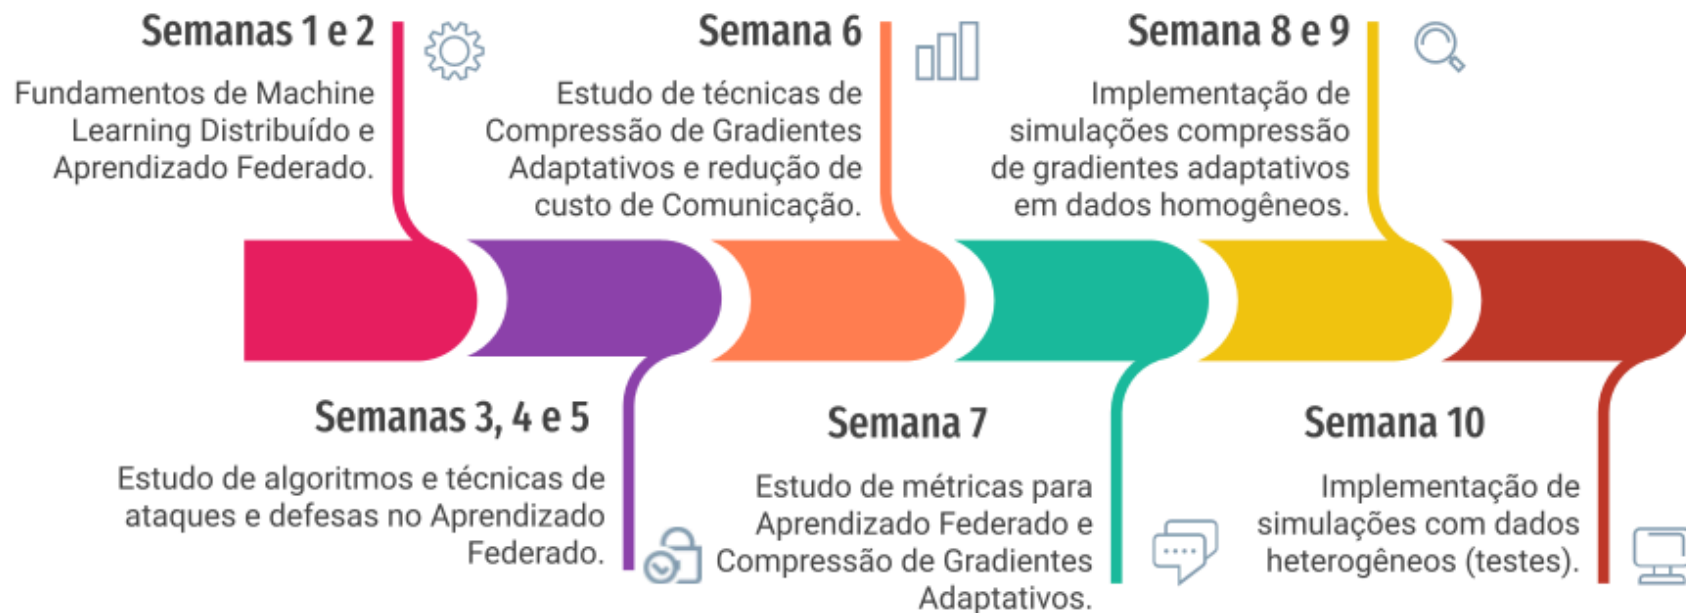 Semanas 1 e 2
Fundamentos de Machine
Learning Distribuído e
Aprendizado Federado.
Semanas 3, 4 e 5
Estudo de algoritmos e técnicas de
ataques e defesas no Aprendizado
Federado.
Semana 6
Estudo de técnicas de
Compressão de Gradientes
Adaptativos e redução de
custo de Comunicação.
Semana 7
Estudo de métricas para
Aprendizado Federado e
Compressão de Gradientes
Adaptativos.
Semana 8 e 9
Implementação de
simulações compressão
de gradientes adaptativos
em dados homogêneos.
Semana 10
Implementação de
simulações com dados
heterogêneos (testes).